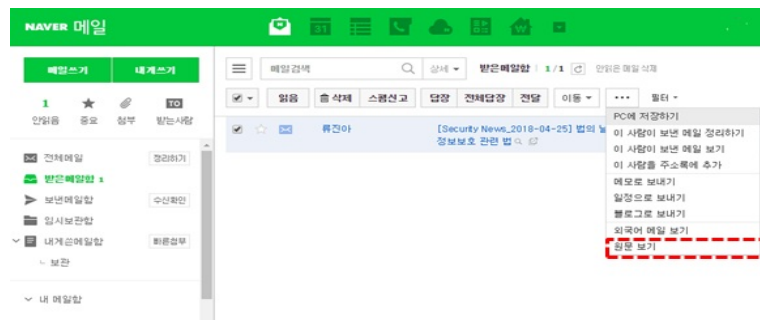 NAVER 메일
메일쓰기 내게쓰기
메일검색 상세 받은메일함 1 / 1 안읽은 메일 삭제
1 TO
안읽음 중요 첨부 받는사람
읽음 흠 삭제 스팸신고 답장 전체답장 전달 이동 ••• 필터
류진아 [Security News_2018-04-25] 법의 날
정보보호 관련 법
PC에 저장하기
이 사람이 보낸 메일 정리하기
이 사람이 보낸 메일 보기
이 사람을 주소록에 추가
메모로 보내기
일정으로 보내기
블로그로 보내기
외국어 메일 보기
원문 보기
전체메일 정리하기
받은메일함 1
보낸메일함 수신확인
임시보관함
내게쓴메일함 빠른첨부
보관
내 메일함